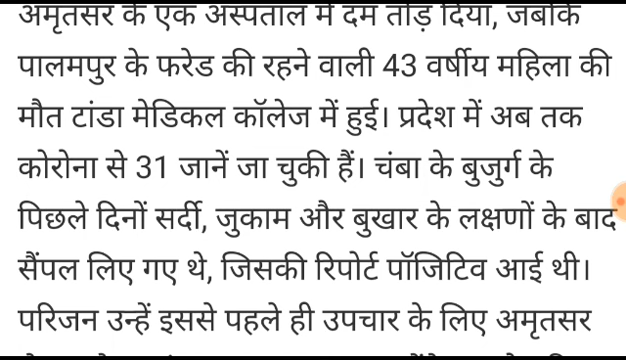 अमृतसर के एक अस्पताल में दम तोड़ दिया, जबकि
पालमपुर के फरेड की रहने वाली 43 वर्षीय महिला की
मौत टांडा मेडिकल कॉलेज में हुई। प्रदेश में अब तक
कोरोना से 31 जानें जा चुकी हैं। चंबा के बुजुर्ग के
पिछले दिनों सर्दी, जुकाम और बुखार के लक्षणों के बाद
सैंपल लिए गए थे, जिसकी रिपोर्ट पॉजिटिव आई थी।
परिजन उन्हें इससे पहले ही उपचार के लिए अमृतसर